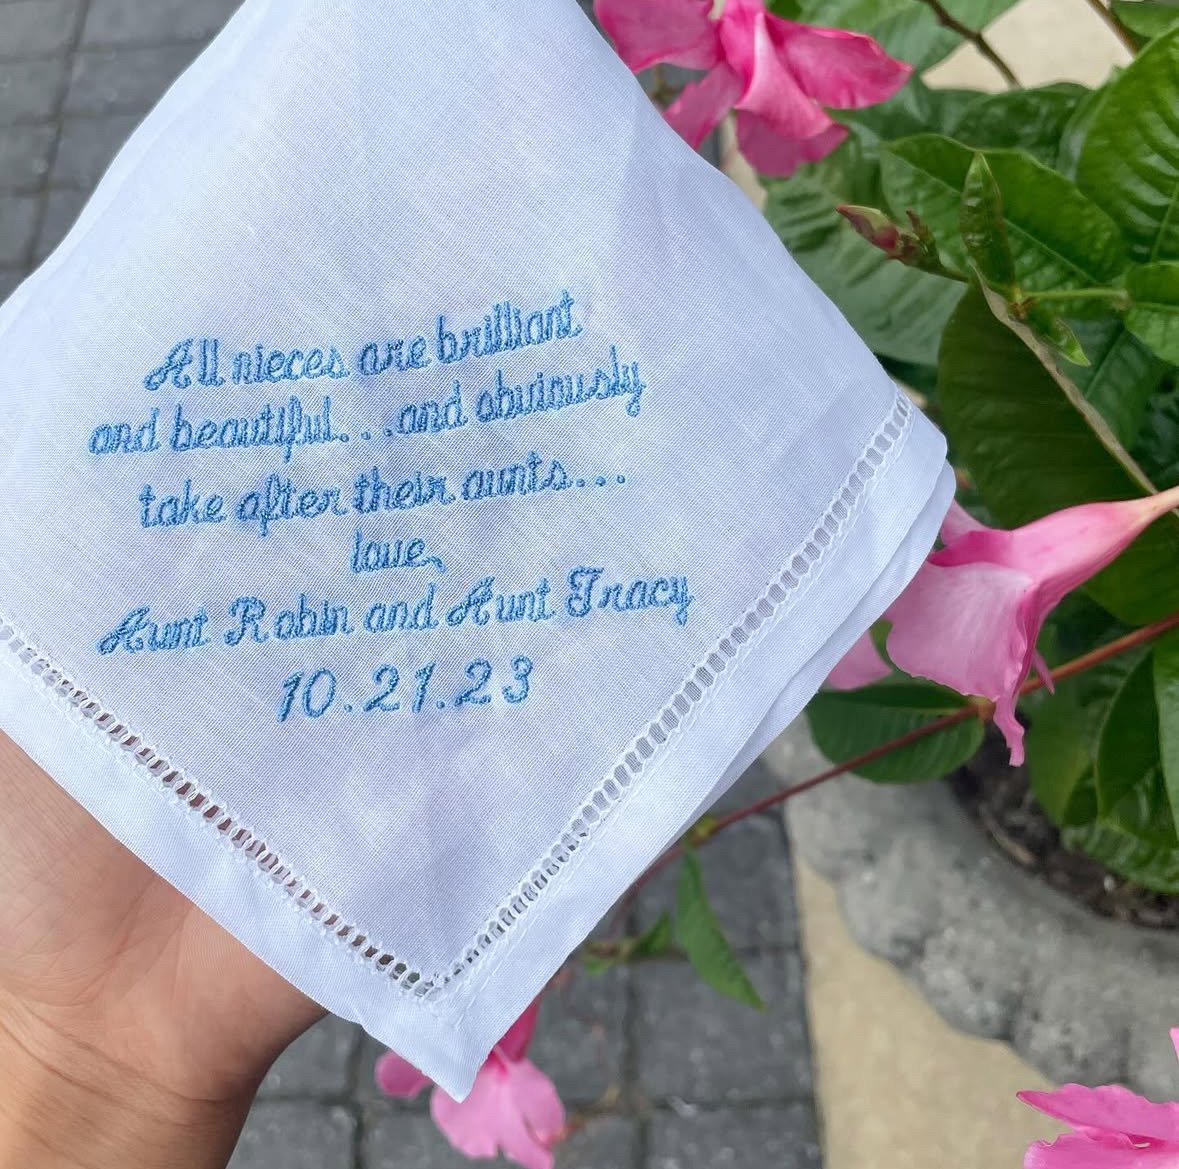 All nieces are brilliant
and beautiful...and obviously
take after their aunts...
love,
Aunt Robin and Aunt Tracy
10.21.23